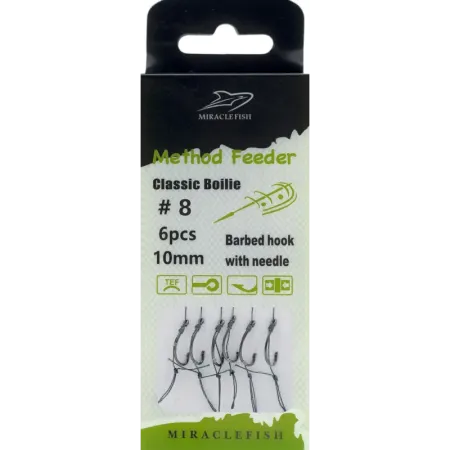 MIRACLEFISH
Method Feeder
Classic Boilie
# 8
6pcs
10mm
Barbed hook
with needle
TEF
MIRACLEFISH